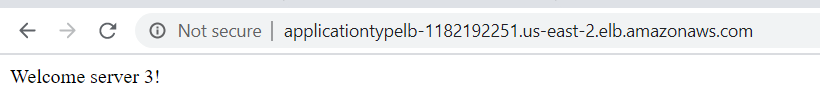 Not secure | applicationtypelb-1182192251.us-east-2.elb.amazonaws.com
Welcome server 3!